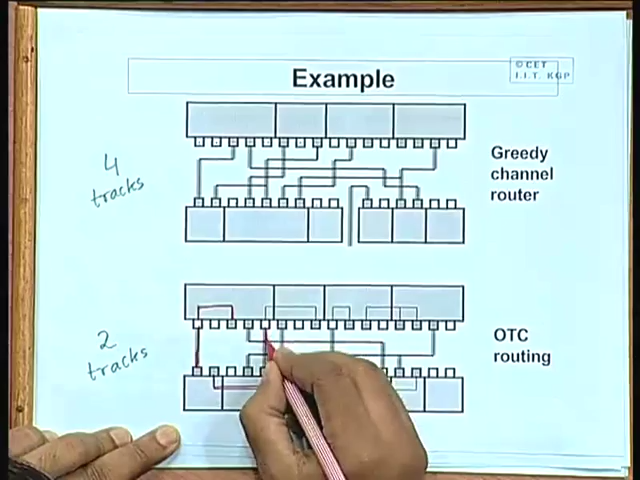 © CET
I.I.T. KGP
Example
4
tracks
Greedy
channel
router
2
tracks
OTC
routing